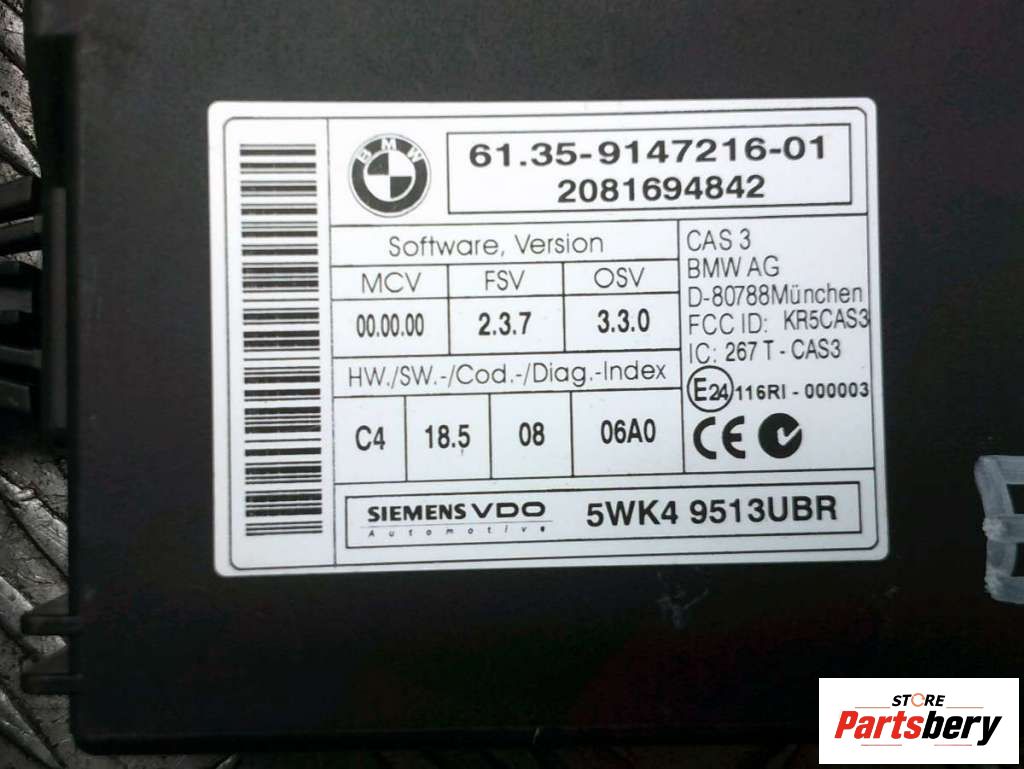 BMW
61.35-9147216-01
2081694842
Software, Version
MCV FSV OSV
00.00.00 2.3.7 3.3.0
HW./SW.-/Cod.-/Diag.-Index
C4 18.5 08 06A0
CAS 3
BMW AG
D-80788München
FCC ID: KR5CAS3
IC: 267 T - CAS3
E24 116RI - 000003
CE
SIEMENS VDO
Automotive
5WK4 9513UBR
STORE
Partsbery